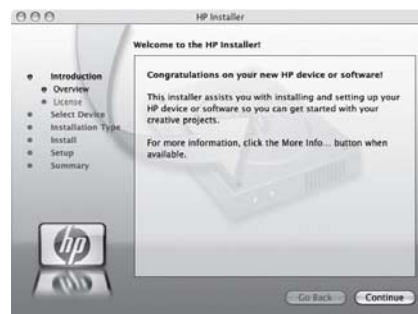 HP Installer
Welcome to the HP Installer!
Introduction
Overview
License
Select Device
Installation Type
Install
Setup
Summary
Congratulations on your new HP device or software!
This installer assists you with installing and setting up your
HP device or software so you can get started with your
creative projects.
For more information, click the More Info... button when
available.
hp
Go Back
Continue